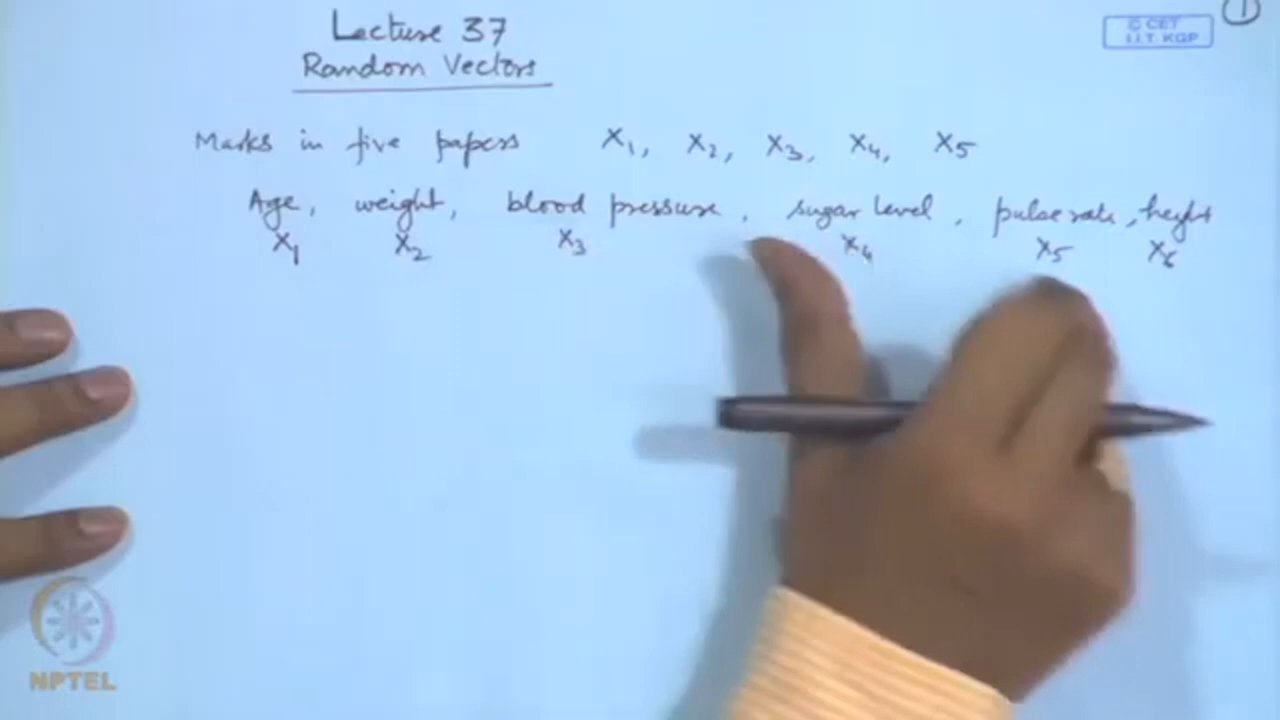 Lecture 37
1
© CET
I.I.T. KGP
Random Vectors
Marks in five papers X1, X2, X3, X4, X5
Age, weight, blood pressure, sugar level, pulse rate, height
X1 X2 X3 X4 X5 X6
NPTEL